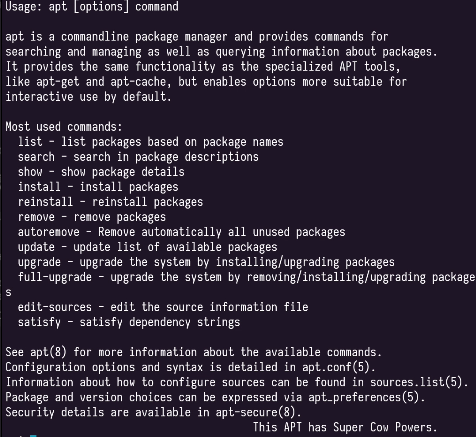 Usage: apt [options] command

apt is a commandline package manager and provides commands for
searching and managing as well as querying information about packages.
It provides the same functionality as the specialized APT tools,
like apt-get and apt-cache, but enables options more suitable for
interactive use by default.

Most used commands:
  list - list packages based on package names
  search - search in package descriptions
  show - show package details
  install - install packages
  reinstall - reinstall packages
  remove - remove packages
  autoremove - Remove automatically all unused packages
  update - update list of available packages
  upgrade - upgrade the system by installing/upgrading packages
  full-upgrade - upgrade the system by removing/installing/upgrading package
s
  edit-sources - edit the source information file
  satisfy - satisfy dependency strings

See apt(8) for more information about the available commands.
Configuration options and syntax is detailed in apt.conf(5).
Information about how to configure sources can be found in sources.list(5).
Package and version choices can be expressed via apt_preferences(5).
Security details are available in apt-secure(8).
                                        This APT has Super Cow Powers.